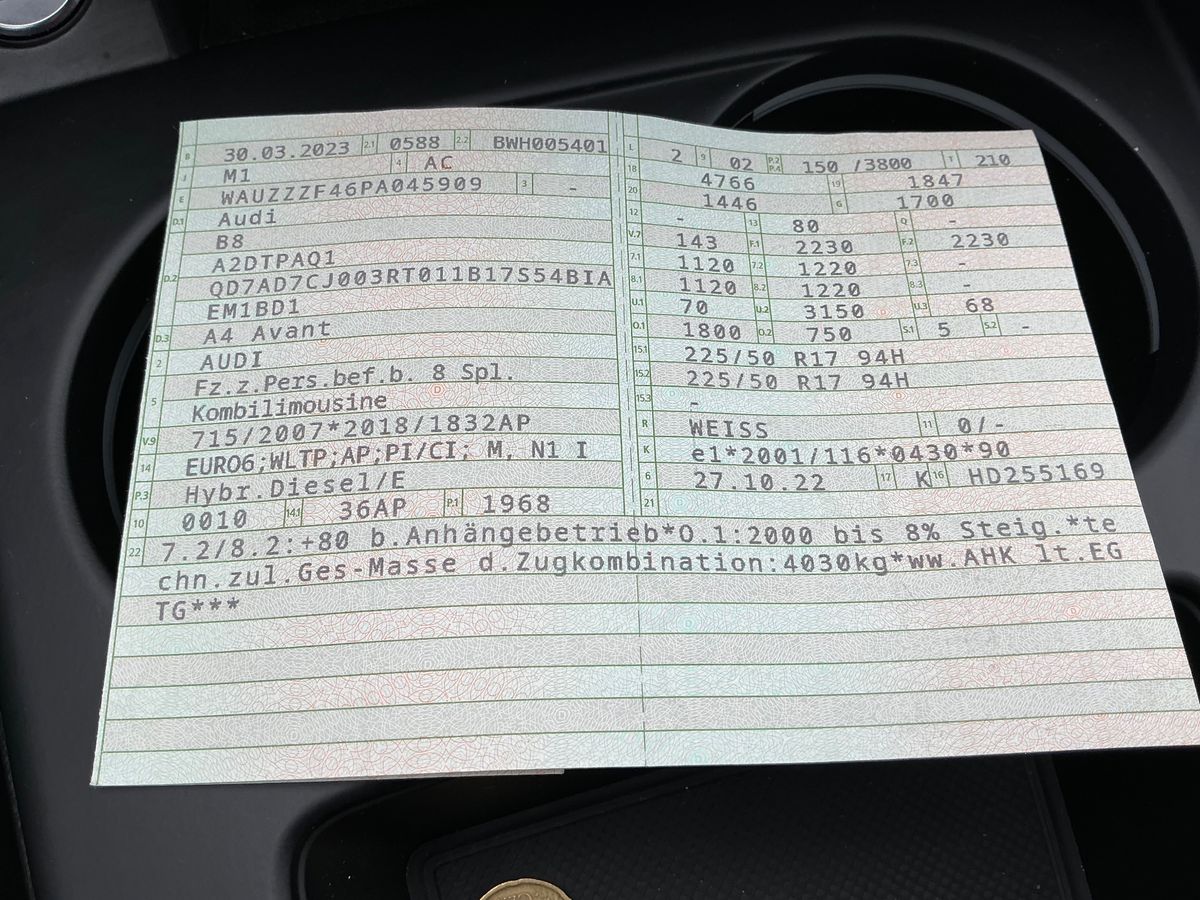 B 30.03.2023 2.1 0588 2.2 BWH005401
J M1 4 AC
E WAUZZZF46PA045909 3 -
D.1 Audi
B8
D.2 A2DTPAQ1
QD7AD7CJ003RT011B17S54BIA
EM1BD1
D.3 A4 Avant
2 AUDI
5 Fz.z.Pers.bef.b. 8 Spl.
Kombilimousine
V.9 715/2007*2018/1832AP
14 EURO6;WLTP;AP;PI/CI; M, N1 I
P.3 Hybr.Diesel/E
10 0010 14.1 36AP P.1 1968
L 2 9 02 P.2 P.4 150 /3800 T 210
18 4766 19 1847
20 1446 G 1700
12 - 13 80 Q -
V.7 143 F.1 2230 F.2 2230
7.1 1120 7.2 1220 7.3 -
8.1 1120 8.2 1220 8.3 -
U.1 70 U.2 3150 U.3 68
O.1 1800 O.2 750 S.1 5 S.2 -
15.1 225/50 R17 94H
15.2 225/50 R17 94H
15.3 -
R WEISS 11 0/-
K e1*2001/116*0430*90
6 27.10.22 17 K 16 HD255169
21
22 7.2/8.2:+80 b.Anhängebetrieb*O.1:2000 bis 8% Steig.*te
chn.zul.Ges-Masse d.Zugkombination:4030kg*ww.AHK lt.EG
TG***